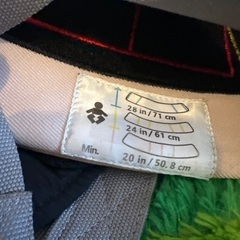 28 in/71 cm
24 in/61 cm
Min.
20 in/50.8 cm